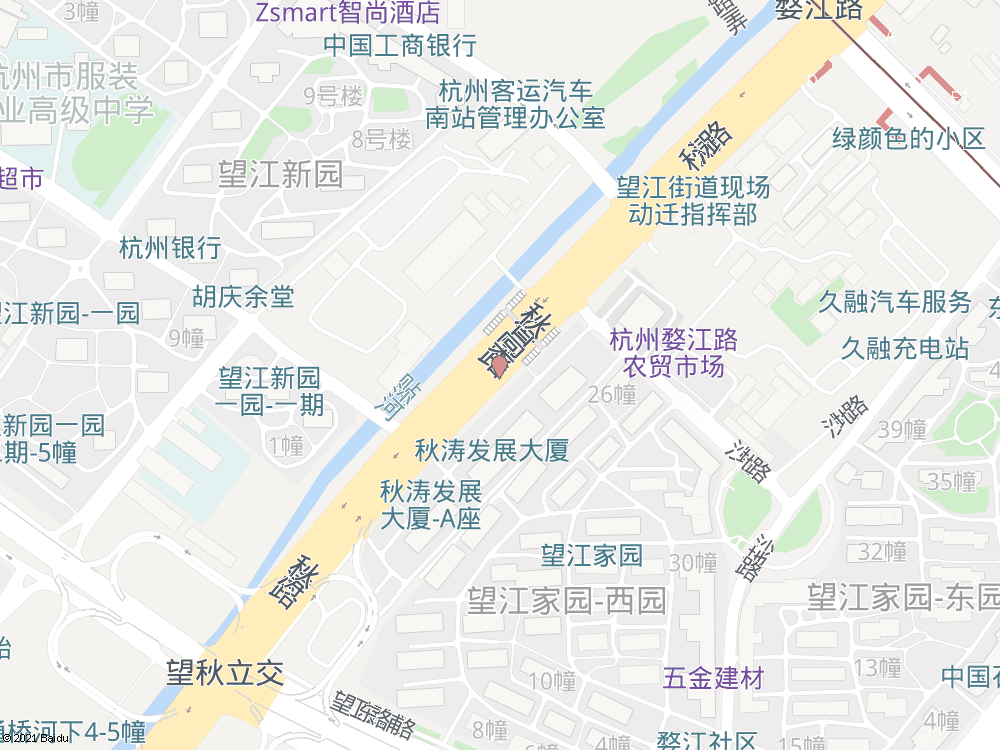 3幢
Zsmart智尚酒店
婺江路
中国工商银行
杭州市服装
业高级中学
9号楼
杭州客运汽车
南站管理办公室
8号楼
秋涛路
绿颜色的小区
超市
望江新园
望江街道现场
动迁指挥部
杭州银行
胡庆余堂
久融汽车服务
望江新园-一园
9幢
杭州婺江路
农贸市场
久融充电站
望江新园
一园-一期
贴沙河
26幢
新园一园
二期-5幢
1幢
秋涛发展大厦
39幢
秋涛发展
大厦-A座
35幢
望江家园
30幢
32幢
秋涛路
望江家园-西园
望江家园-东园
望秋立交
五金建材
10幢
13幢
中国石
望江东路辅路
8幢
4幢
通桥河下4-5幢
婺江社区
© 2021 Baidu